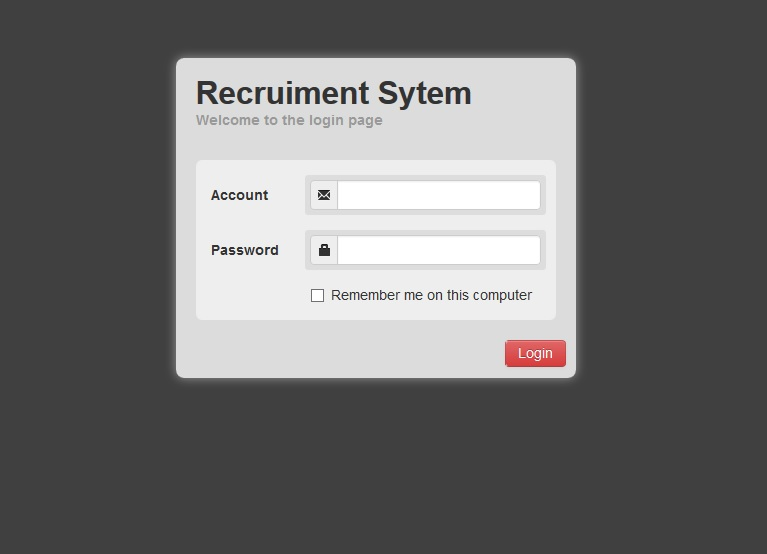 Recruiment Sytem
Welcome to the login page
Account
Password
Remember me on this computer
Login